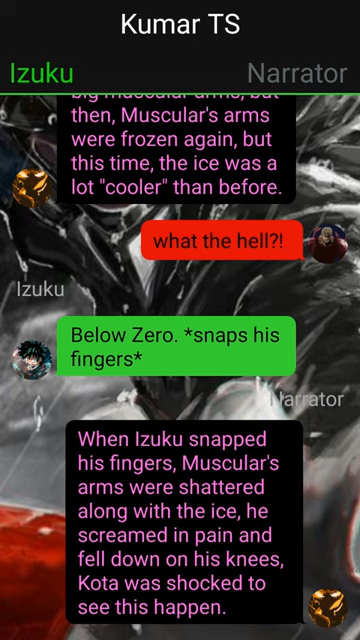 Kumar TS
Izuku
Narrator
big muscular arms, but
then, Muscular's arms
were frozen again, but
this time, the ice was a
lot "cooler" than before.
what the hell?!
Izuku
Below Zero. *snaps his
fingers*
Narrator
When Izuku snapped
his fingers, Muscular's
arms were shattered
along with the ice, he
screamed in pain and
fell down on his knees,
Kota was shocked to
see this happen.